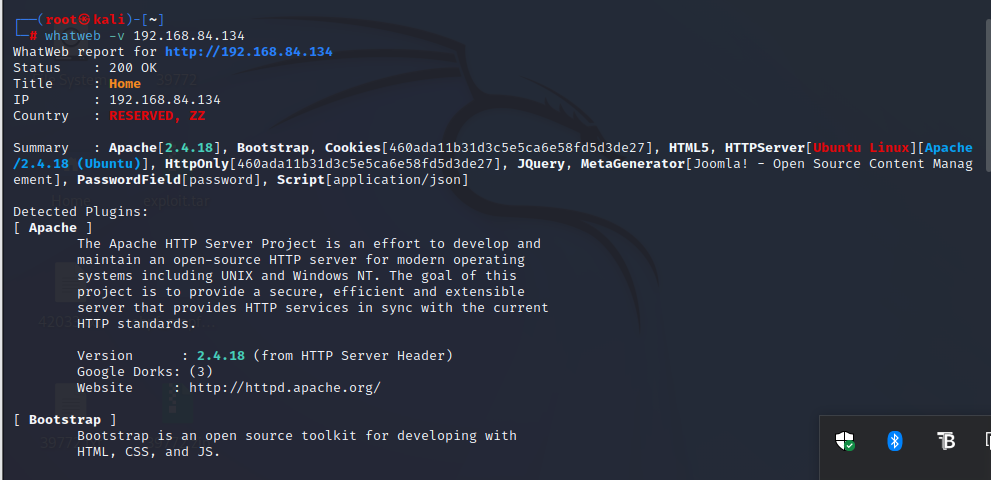 ┌──(root㉿kali)-[~]
└─# whatweb -v 192.168.84.134
WhatWeb report for http://192.168.84.134
Status    : 200 OK
Title     : Home
IP        : 192.168.84.134
Country   : RESERVED, ZZ
Summary   : Apache[2.4.18], Bootstrap, Cookies[460ada11b31d3c5e5ca6e58fd5d3de27], HTML5, HTTPServer[Ubuntu Linux][Apache
/2.4.18 (Ubuntu)], HttpOnly[460ada11b31d3c5e5ca6e58fd5d3de27], JQuery, MetaGenerator[Joomla! - Open Source Content Manag
ement], PasswordField[password], Script[application/json]
Detected Plugins:
[ Apache ]
The Apache HTTP Server Project is an effort to develop and
maintain an open-source HTTP server for modern operating
systems including UNIX and Windows NT. The goal of this
project is to provide a secure, efficient and extensible
server that provides HTTP services in sync with the current
HTTP standards.
Version      : 2.4.18 (from HTTP Server Header)
Google Dorks: (3)
Website     : http://httpd.apache.org/
[ Bootstrap ]
Bootstrap is an open source toolkit for developing with
HTML, CSS, and JS.